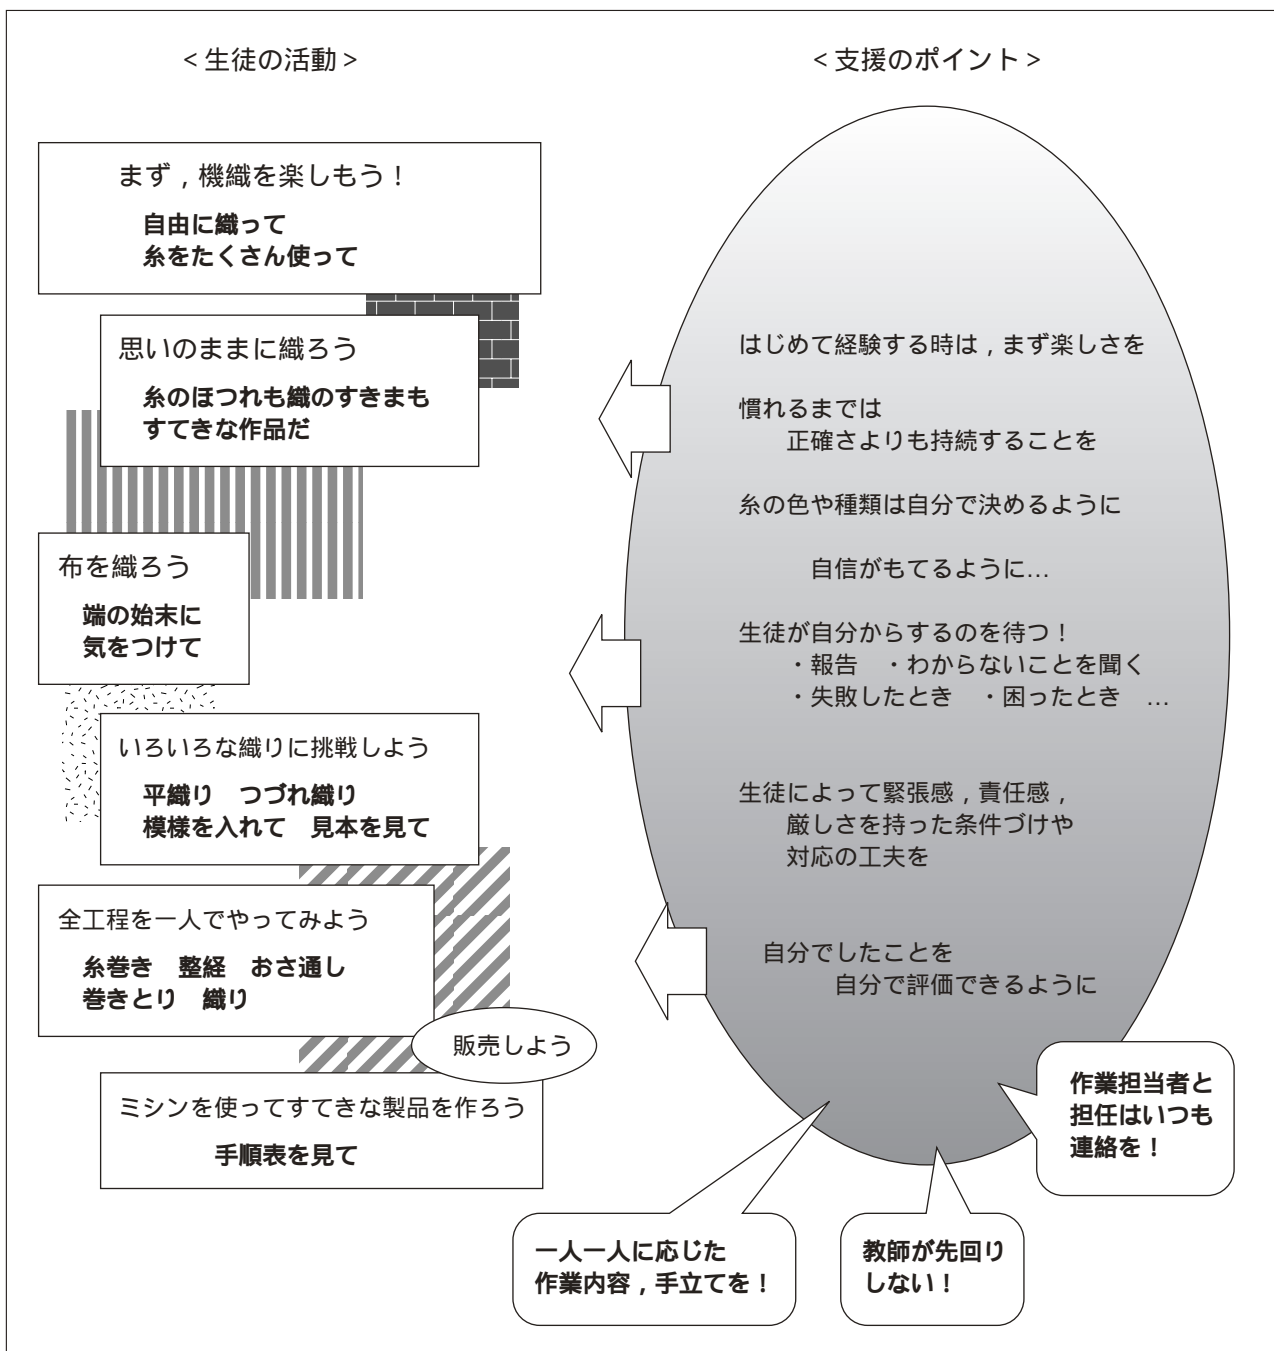 ＜生徒の活動＞
まず，機織を楽しもう！
自由に織って
糸をたくさん使って
思いのままに織ろう
糸のほつれも織のすきまも
すてきな作品だ
布を織ろう
端の始末に
気をつけて
いろいろな織りに挑戦しよう
平織り　つづれ織り
模様を入れて　見本を見て
全工程を一人でやってみよう
糸巻き　整経　おさ通し
巻きとり　織り
販売しよう
ミシンを使ってすてきな製品を作ろう
手順表を見て
＜支援のポイント＞
はじめて経験する時は，まず楽しさを
慣れるまでは
正確さよりも持続することを
糸の色や種類は自分で決めるように
自信がもてるように…
生徒が自分からするのを待つ！
・報告　・わからないことを聞く
・失敗したとき　・困ったとき　…
生徒によって緊張感，責任感，
厳しさを持った条件づけや
対応の工夫を
自分でしたことを
自分で評価できるように
作業担当者と
担任はいつも
連絡を！
一人一人に応じた
作業内容，手立てを！
教師が先回り
しない！